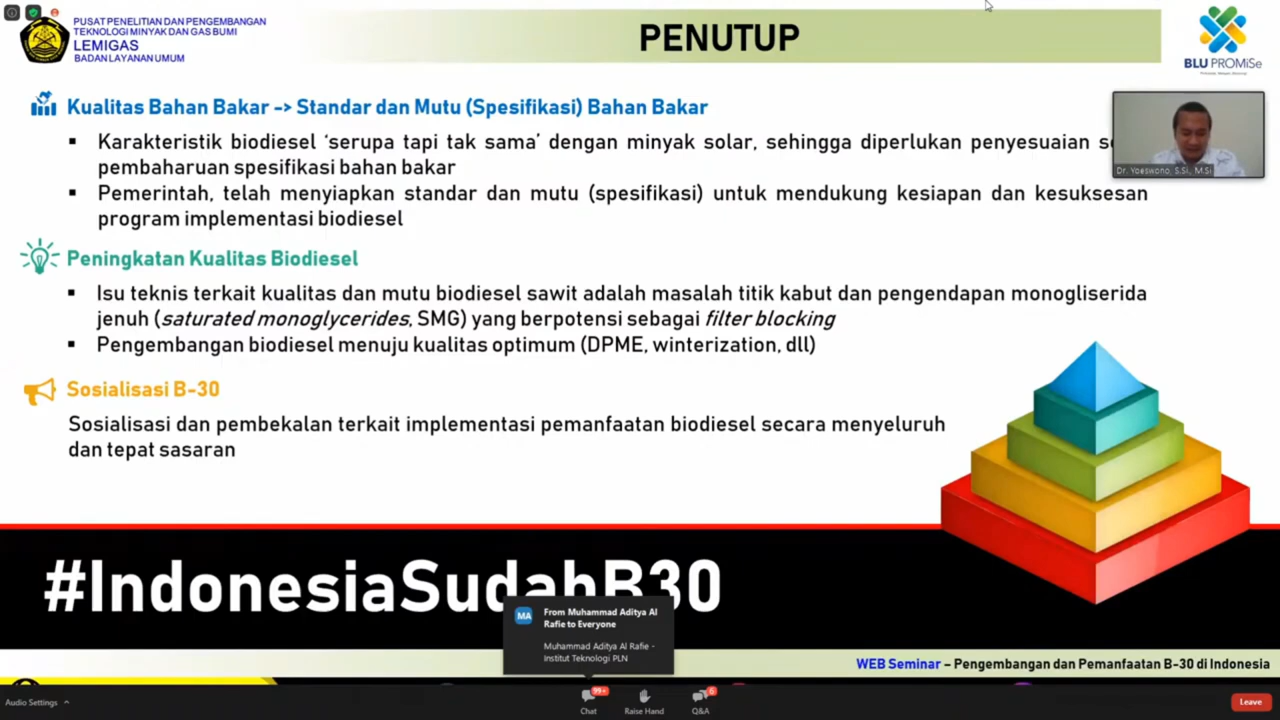 PUSAT PENELITIAN DAN PENGEMBANGAN
TEKNOLOGI MINYAK DAN GAS BUMI
LEMIGAS
BADAN LAYANAN UMUM
PENUTUP
BLU PROMiSe
Kualitas Bahan Bakar -> Standar dan Mutu (Spesifikasi) Bahan Bakar
▪ Karakteristik biodiesel ‘serupa tapi tak sama’ dengan minyak solar, sehingga diperlukan penyesuaian
pembaharuan spesifikasi bahan bakar
▪ Pemerintah, telah menyiapkan standar dan mutu (spesifikasi) untuk mendukung kesiapan dan kesuksesan
program implementasi biodiesel
Dr. Yoeswono, S.Si., M.Si
Peningkatan Kualitas Biodiesel
▪ Isu teknis terkait kualitas dan mutu biodiesel sawit adalah masalah titik kabut dan pengendapan monogliserida
jenuh (saturated monoglycerides, SMG) yang berpotensi sebagai filter blocking
▪ Pengembangan biodiesel menuju kualitas optimum (DPME, winterization, dll)
Sosialisasi B-30
Sosialisasi dan pembekalan terkait implementasi pemanfaatan biodiesel secara menyeluruh
dan tepat sasaran
#IndonesiaSudahB30
MA
From Muhammad Aditya Al
Rafie to Everyone
Muhammad Aditya Al Rafie -
Institut Teknologi PLN
WEB Seminar – Pengembangan dan Pemanfaatan B-30 di Indonesia
Audio Settings
99+
Chat
Raise Hand
6
Q&A
Leave